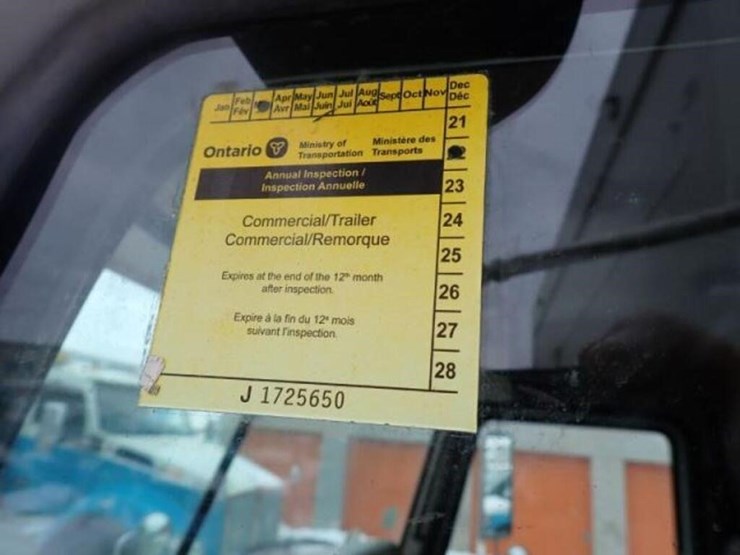 Jan Feb Apr May Jun Jul Aug Sept Oct Nov Dec
Fév Avr Mai Juin Jui Août Déc
21
Ontario Ministry of Ministère des
Transportation Transports
Annual Inspection /
Inspection Annuelle
23
Commercial/Trailer
Commercial/Remorque
24
25
Expires at the end of the 12th month
after inspection.
26
Expire à la fin du 12e mois
suivant l'inspection.
27
28
J 1725650